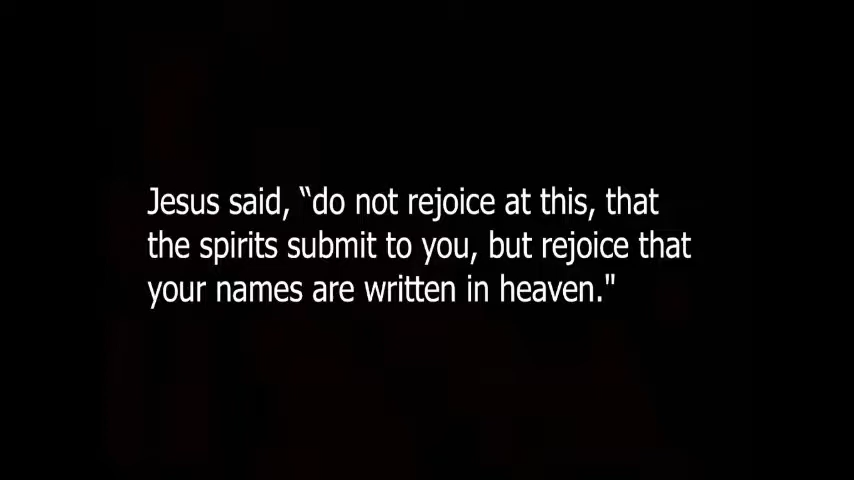 Jesus said, “do not rejoice at this, that
the spirits submit to you, but rejoice that
your names are written in heaven."